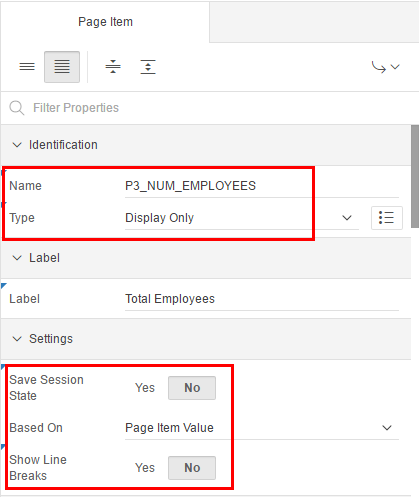 Page Item
Filter Properties
Identification
Name P3_NUM_EMPLOYEES
Type Display Only
Label
Label Total Employees
Settings
Save Session State Yes No
Based On Page Item Value
Show Line Breaks Yes No